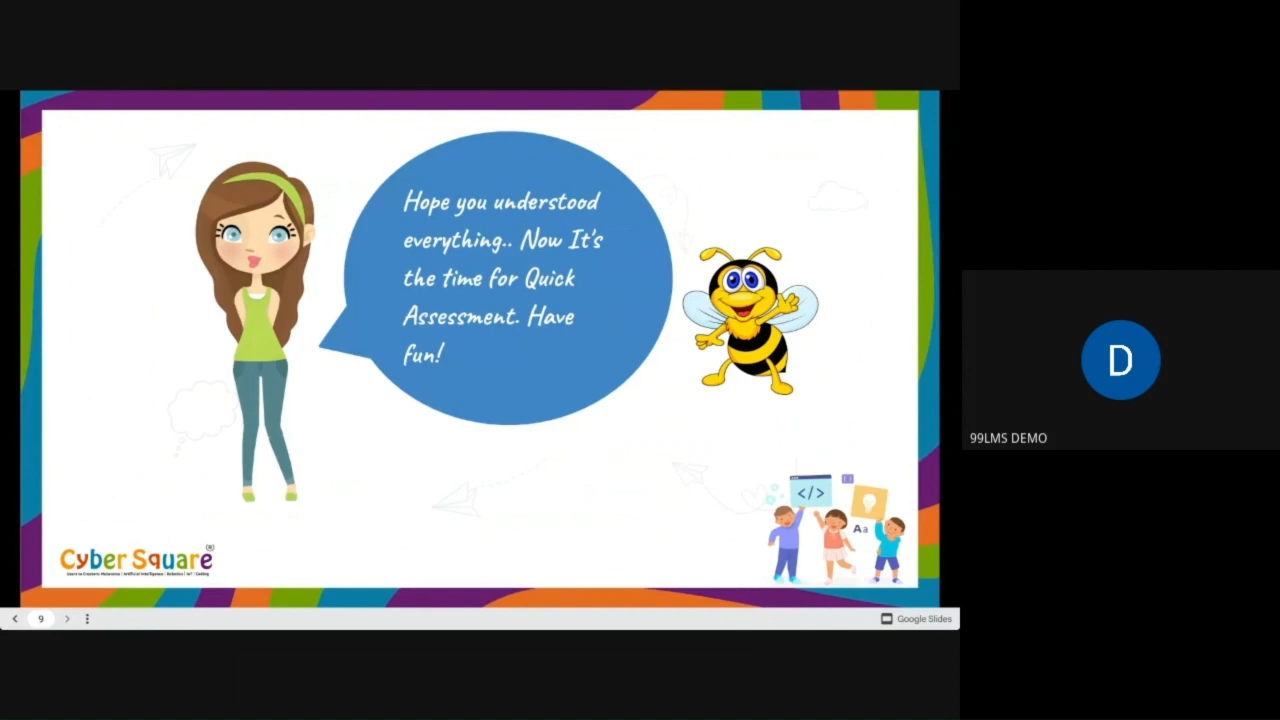 Hope you understood
everything.. Now It's
the time for Quick
Assessment. Have
fun!
</>
Aa
Cyber Square
9
Google Slides
D
99LMS DEMO